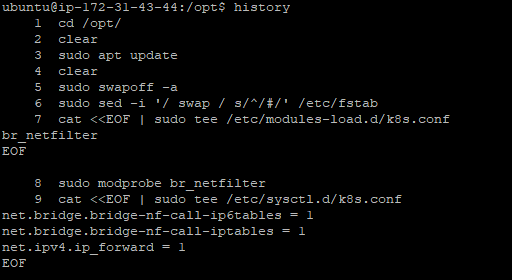 ubuntu@ip-172-31-43-44:/opt$ history
    1  cd /opt/
    2  clear
    3  sudo apt update
    4  clear
    5  sudo swapoff -a
    6  sudo sed -i '/ swap / s/^/#/' /etc/fstab
    7  cat <<EOF | sudo tee /etc/modules-load.d/k8s.conf
br_netfilter
EOF
    8  sudo modprobe br_netfilter
    9  cat <<EOF | sudo tee /etc/sysctl.d/k8s.conf
net.bridge.bridge-nf-call-ip6tables = 1
net.bridge.bridge-nf-call-iptables = 1
net.ipv4.ip_forward = 1
EOF